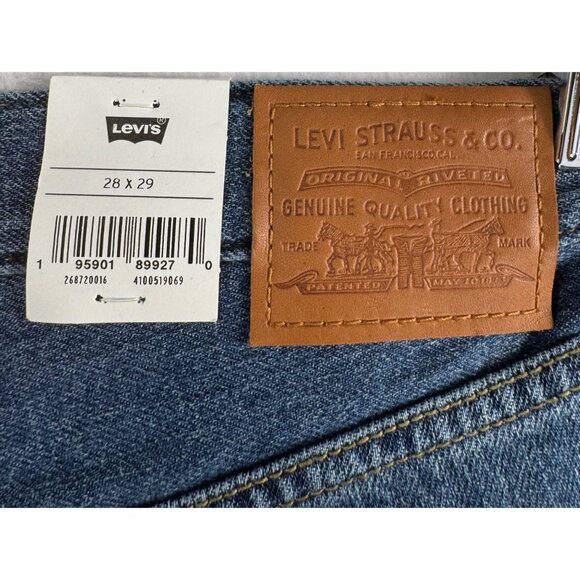 LEVI'S ®
28 X 29
1 95901 89927 0
268720016 4100519069
LEVI STRAUSS & CO.
SAN FRANCISCO CAL.
ORIGINAL RIVETED
GENUINE QUALITY CLOTHING
TRADE MARK
PATENTED MAY 20 1873